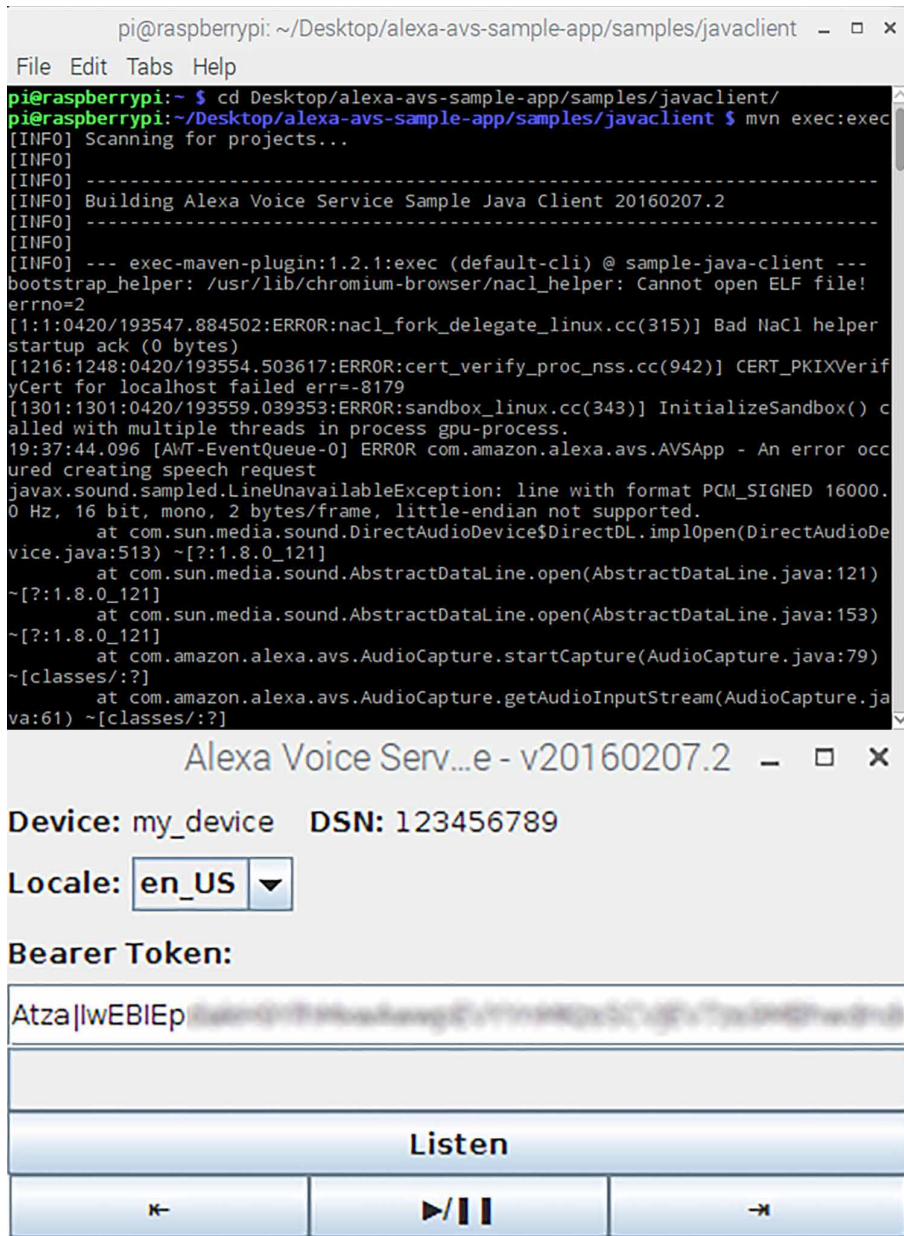 pi@raspberrypi: ~/Desktop/alexa-avs-sample-app/samples/javaclient
File Edit Tabs Help
pi@raspberrypi:~ $ cd Desktop/alexa-avs-sample-app/samples/javaclient/
pi@raspberrypi:~/Desktop/alexa-avs-sample-app/samples/javaclient $ mvn exec:exec
[INFO] Scanning for projects...
[INFO]
[INFO] ------------------------------------------------------------------------
[INFO] Building Alexa Voice Service Sample Java Client 20160207.2
[INFO] ------------------------------------------------------------------------
[INFO]
[INFO] --- exec-maven-plugin:1.2.1:exec (default-cli) @ sample-java-client ---
bootstrap_helper: /usr/lib/chromium-browser/nacl_helper: Cannot open ELF file!
errno=2
[1:1:0420/193547.884502:ERROR:nacl_fork_delegate_linux.cc(315)] Bad NaCl helper
startup ack (0 bytes)
[1216:1248:0420/193554.503617:ERROR:cert_verify_proc_nss.cc(942)] CERT_PKIXVerif
yCert for localhost failed err=-8179
[1301:1301:0420/193559.039353:ERROR:sandbox_linux.cc(343)] InitializeSandbox() c
alled with multiple threads in process gpu-process.
19:37:44.096 [AWT-EventQueue-0] ERROR com.amazon.alexa.avs.AVSApp - An error occ
ured creating speech request
javax.sound.sampled.LineUnavailableException: line with format PCM_SIGNED 16000.
0 Hz, 16 bit, mono, 2 bytes/frame, little-endian not supported.
at com.sun.media.sound.DirectAudioDevice$DirectDL.implOpen(DirectAudioDe
vice.java:513) ~[?:1.8.0_121]
at com.sun.media.sound.AbstractDataLine.open(AbstractDataLine.java:121)
~[?:1.8.0_121]
at com.sun.media.sound.AbstractDataLine.open(AbstractDataLine.java:153)
~[?:1.8.0_121]
at com.amazon.alexa.avs.AudioCapture.startCapture(AudioCapture.java:79)
~[classes/:?]
at com.amazon.alexa.avs.AudioCapture.getAudioInputStream(AudioCapture.ja
va:61) ~[classes/:?]
Alexa Voice Serv...e - v20160207.2
Device: my_device DSN: 123456789
Locale: en_US
Bearer Token:
Atza|IwEBIEp
Listen